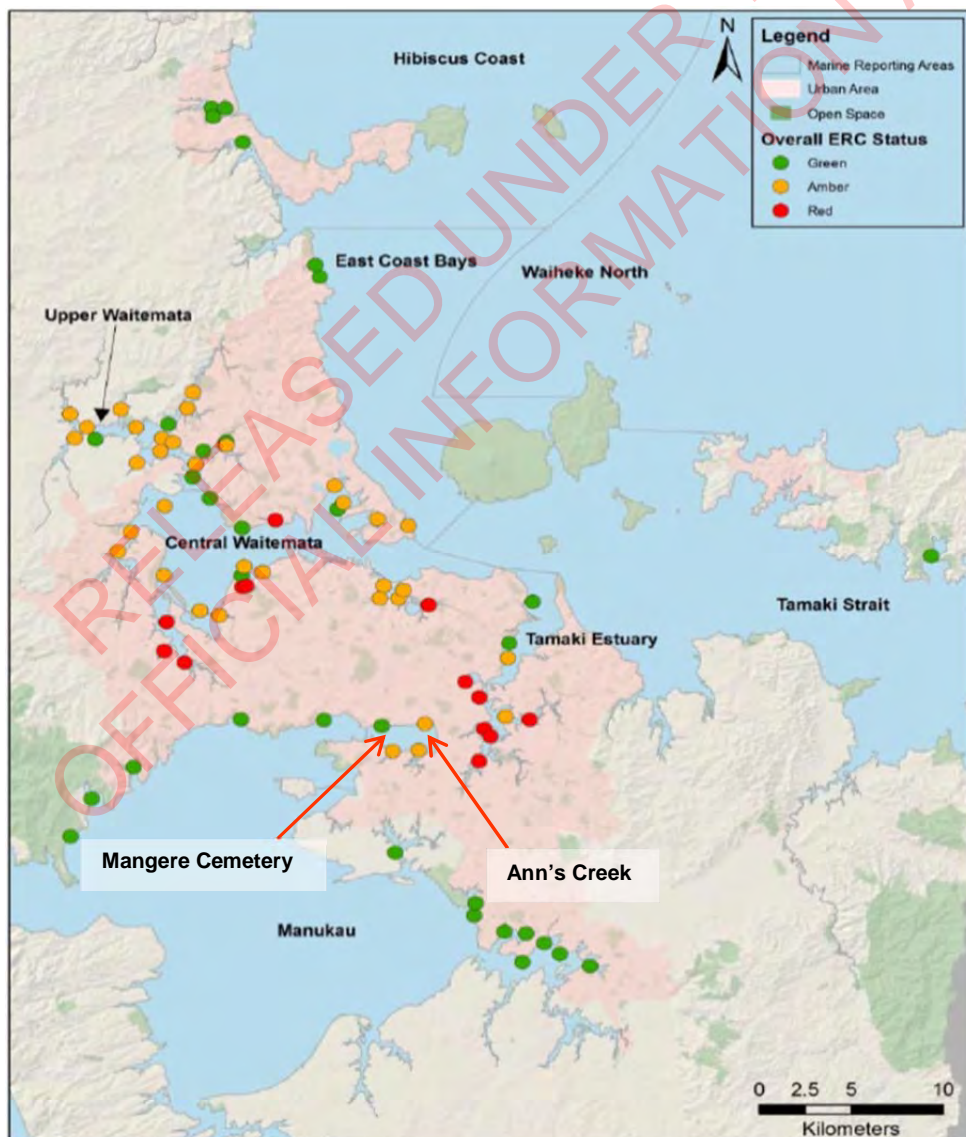 Hibiscus Coast
N
Legend
Marine Reporting Areas
Urban Area
Open Space
Overall ERC Status
Green
Amber
Red
East Coast Bays
Waiheke North
Upper Waitemata
Central Waitemata
Tamaki Strait
Tamaki Estuary
Mangere Cemetery
Ann's Creek
Manukau
0 2.5 5 10
Kilometers
RELEASED UNDER
OFFICIAL INFORMATION A